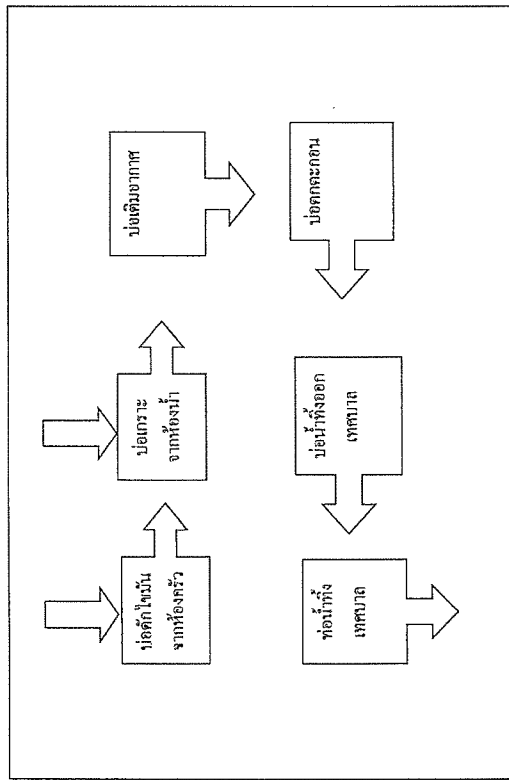 บ่อดักไขมัน
จากห้องครัว
บ่อเกราะ
จากห้องน้ำ
บ่อเติมอากาศ
บ่อตกตะกอน
บ่อน้ำทิ้งออก
เทศบาล
ท่อน้ำทิ้ง
เทศบาล